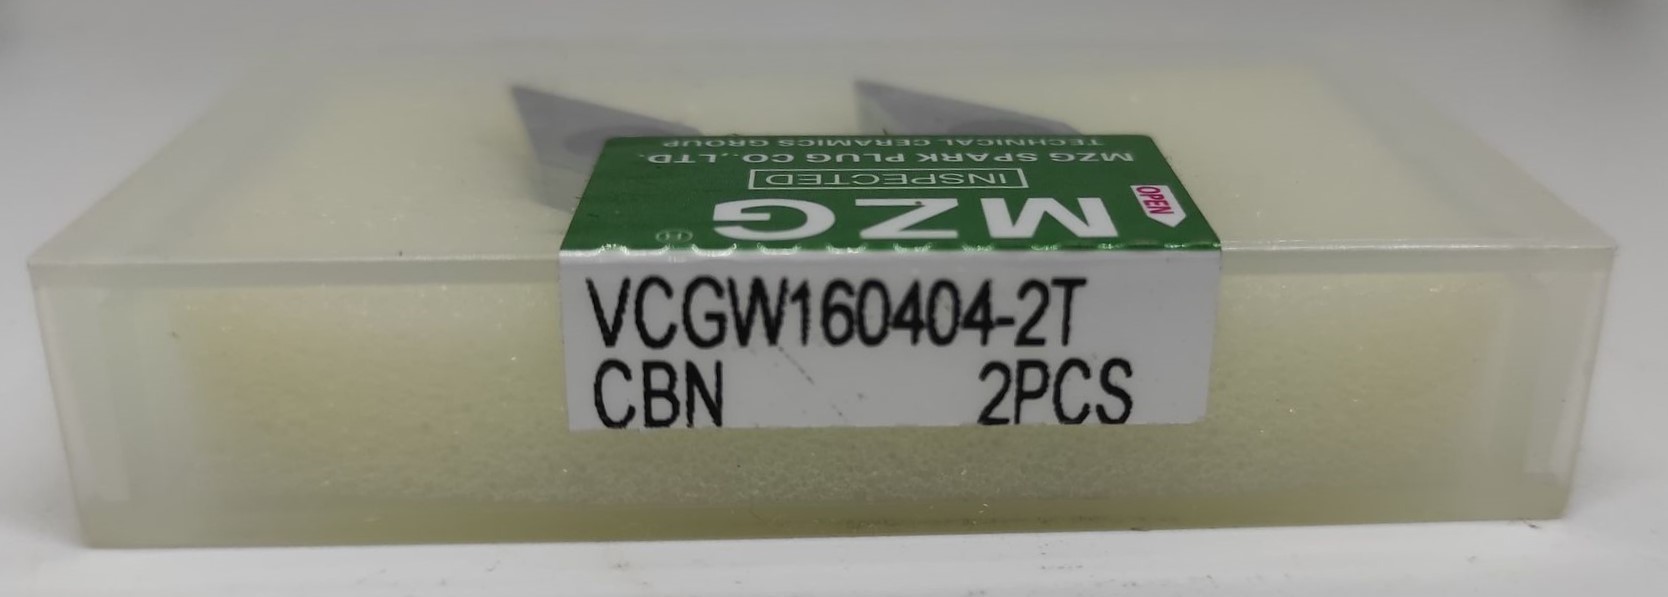 TECHNICAL CERAMICS GROUP
MZG SPARK PLUG CO.,LTD.
INSPECTED
OPEN
MZG®
VCGW160404-2T
CBN 2PCS